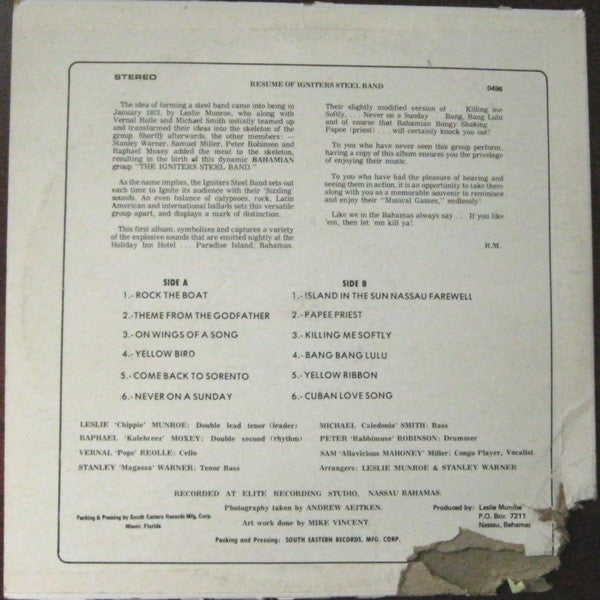 STEREO
RESUME OF IGNITERS STEEL BAND
0496
The idea of forming a steel band came into being in
January 1973, by Leslie Munroe, who along with
Vernal Rolle and Michael Smith initially teamed up
and transformed their ideas into the skeleton of the
group. Shortly afterwards, the other members: —
Stanley Warner, Samuel Miller, Peter Robinson and
Raphael Moxey added the meat to the skeleton,
resulting in the birth of this dynamic BAHAMIAN
group "THE IGNITERS STEEL BAND."
As the name implies, the Igniters Steel Band sets out
each time to Ignite its audience with their 'Sizzling'
sounds. An even balance of calypsos, rock, Latin
American and international ballads sets this versatile
group apart, and displays a mark of distinction.
This first album, symbolizes and captures a variety
of the explosive sounds that are emitted nightly at the
Holiday Inn Hotel . . . Paradise Island, Bahamas.
Their slightly modified version of . . Killing me
Softly, . . . Never on a Sunday . . . Bang, Bang Lulu
and of course that Bahamian Bongy Shaking
Papee (priest) . . . will certainly knock you out!
To you who have never seen this group perform,
having a copy of this album ensures you the privelege
of enjoying their music.
To you who have had the pleasure of hearing and
seeing them in action, it is an opportunity to take them
along with you as a memorable souvenir to reminisce
and enjoy their "Musical Gasses," endlessly!
Like we in the Bahamas always say . . If you like
'em, then let 'em kill ya!
R.M.
SIDE A
1.- ROCK THE BOAT
2.- THEME FROM THE GODFATHER
3.- ON WINGS OF A SONG
4.- YELLOW BIRD
5.- COME BACK TO SORENTO
6.- NEVER ON A SUNDAY
SIDE B
1.- ISLAND IN THE SUN NASSAU FAREWELL
2.- PAPEE PRIEST
3.- KILLING ME SOFTLY
4.- BANG BANG LULU
5.- YELLOW RIBBON
6.- CUBAN LOVE SONG
LESLIE 'Chippie' MUNROE: Double lead tenor (leader)
RAPHAEL 'Kulebreez' MOXEY: Double second (rhythm)
VERNAL 'Pops' REOLLE: Cello
STANLEY 'Magassa' WARNER: Tenor Bass
MICHAEL Caledonia' SMITH: Bass
PETER 'Rabbimuse' ROBINSON: Drummer
SAM 'Allavicious MAHONEY' Miller: Congo Player, Vocalist
Arrangers: LESLIE MUNROE & STANLEY WARNER
RECORDED AT ELITE RECORDING STUDIO, NASSAU BAHAMAS.
Photography taken by ANDREW AEITKEN.
Art work done by MIKE VINCENT.
Packing & Pressing by South Eastern Records Mfg. Corp.
Miami, Florida
Produced by: Leslie Munroe
P.O. Box 7211
Nassau, Bahamas
Packing and Pressing: SOUTH EASTERN RECORDS, MFG. CORP.